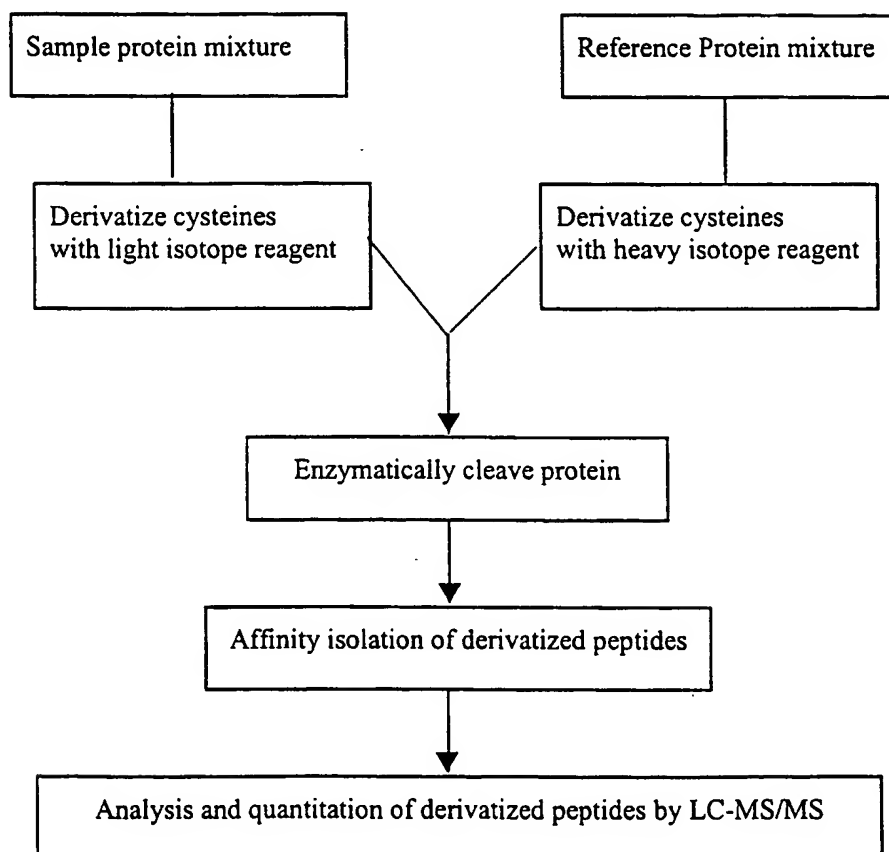 Sample protein mixture
Reference Protein mixture
Derivatize cysteines
with light isotope reagent
Derivatize cysteines
with heavy isotope reagent
Enzymatically cleave protein
Affinity isolation of derivatized peptides
Analysis and quantitation of derivatized peptides by LC-MS/MS